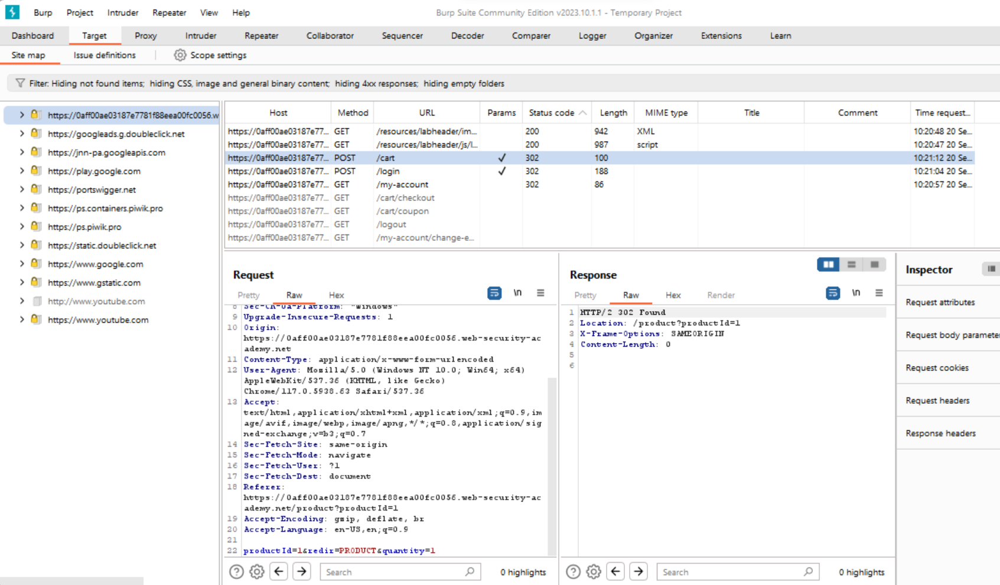 Burp Project Intruder Repeater View Help Burp Suite Community Edition v2023.10.1.1 - Temporary Project
Dashboard Target Proxy Intruder Repeater Collaborator Sequencer Decoder Comparer Logger Organizer Extensions Learn
Site map Issue definitions Scope settings
Filter: Hiding not found items; hiding CSS, image and general binary content; hiding 4xx responses; hiding empty folders
https://0aff00ae03187e7781f88eea00fc0056.w
https://googleads.g.doubleclick.net
https://jnn-pa.googleapis.com
https://play.google.com
https://portswigger.net
https://ps.containers.piwik.pro
https://ps.piwik.pro
https://static.doubleclick.net
https://www.google.com
https://www.gstatic.com
http://www.youtube.com
https://www.youtube.com
Host Method URL Params Status code Length MIME type Title Comment Time request...
https://0aff00ae03187e77... GET /resources/labheader/im... 200 942 XML 10:20:48 20 Se...
https://0aff00ae03187e77... GET /resources/labheader/js/l... 200 987 script 10:20:47 20 Se...
https://0aff00ae03187e77... POST /cart ✓ 302 100 10:21:12 20 Se...
https://0aff00ae03187e77... POST /login ✓ 302 188 10:21:04 20 Se...
https://0aff00ae03187e77... GET /my-account 302 86 10:20:57 20 Se...
https://0aff00ae03187e77... GET /cart/checkout
https://0aff00ae03187e77... GET /cart/coupon
https://0aff00ae03187e77... GET /logout
https://0aff00ae03187e77... GET /my-account/change-e...
Request
Pretty Raw Hex \n
8 Sec-Ch-Ua-Platform: "Windows"
9 Upgrade-Insecure-Requests: 1
10 Origin:
https://0aff00ae03187e7781f88eea00fc0056.web-security-ac
ademy.net
11 Content-Type: application/x-www-form-urlencoded
12 User-Agent: Mozilla/5.0 (Windows NT 10.0; Win64; x64)
AppleWebKit/537.36 (KHTML, like Gecko)
Chrome/117.0.5938.63 Safari/537.36
13 Accept:
text/html,application/xhtml+xml,application/xml;q=0.9,im
age/avif,image/webp,image/apng,*/*;q=0.8,application/sig
ned-exchange;v=b3;q=0.7
14 Sec-Fetch-Site: same-origin
15 Sec-Fetch-Mode: navigate
16 Sec-Fetch-User: ?1
17 Sec-Fetch-Dest: document
18 Referer:
https://0aff00ae03187e7781f88eea00fc0056.web-security-ac
ademy.net/product?productId=1
19 Accept-Encoding: gzip, deflate, br
20 Accept-Language: en-US,en;q=0.9
21
22 productId=1&redir=PRODUCT&quantity=1
Search 0 highlights
Response
Pretty Raw Hex Render \n
1 HTTP/2 302 Found
2 Location: /product?productId=1
3 X-Frame-Options: SAMEORIGIN
4 Content-Length: 0
5
6
Search 0 highlights
Inspector
Request attributes
Request body parameter
Request cookies
Request headers
Response headers